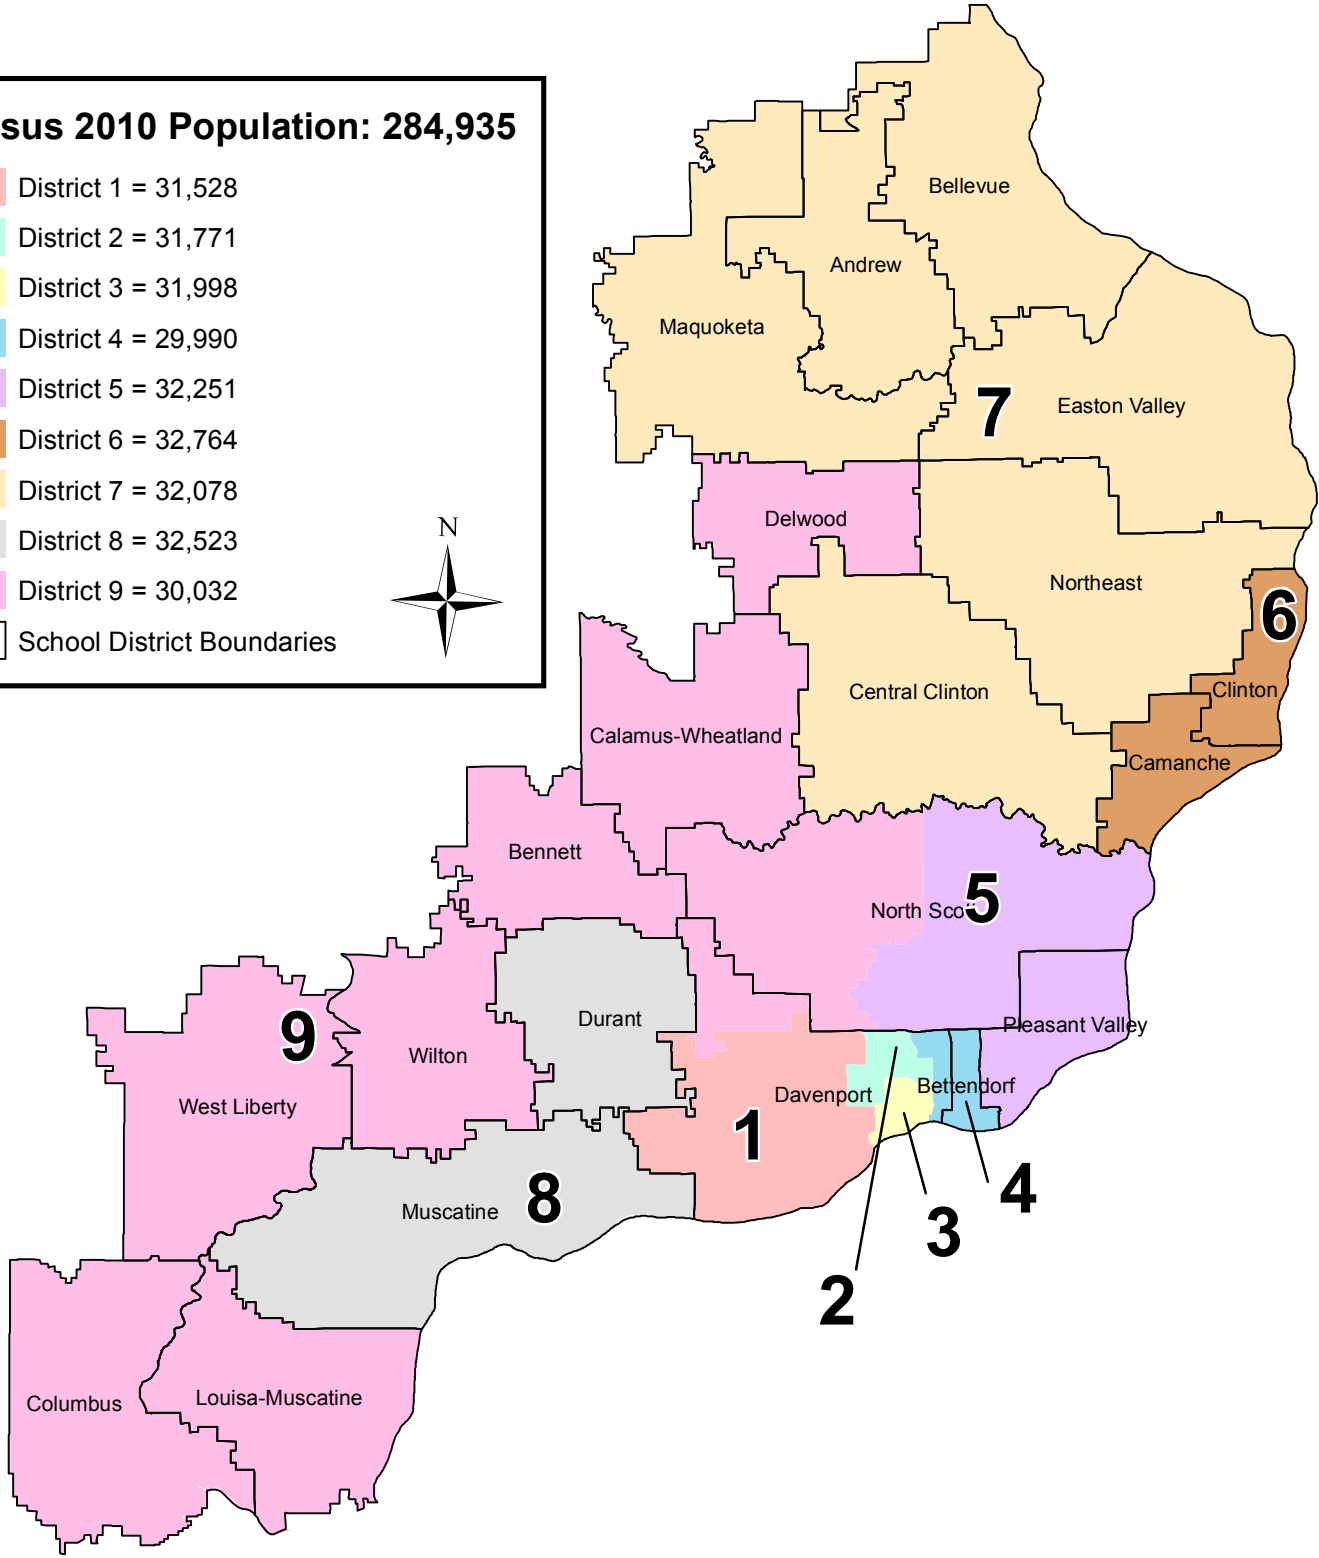 sus 2010 Population: 284,935
District 1 = 31,528
District 2 = 31,771
District 3 = 31,998
District 4 = 29,990
District 5 = 32,251
District 6 = 32,764
District 7 = 32,078
District 8 = 32,523
District 9 = 30,032
School District Boundaries
N
Bellevue
Andrew
Maquoketa
7
Easton Valley
Delwood
Northeast
6
Clinton
Central Clinton
Calamus-Wheatland
Camanche
Bennett
5
North Sco
Durant
Pleasant Valley
9
Wilton
West Liberty
Davenport
Bettendorf
1
8
Muscatine
4
3
2
Columbus
Louisa-Muscatine